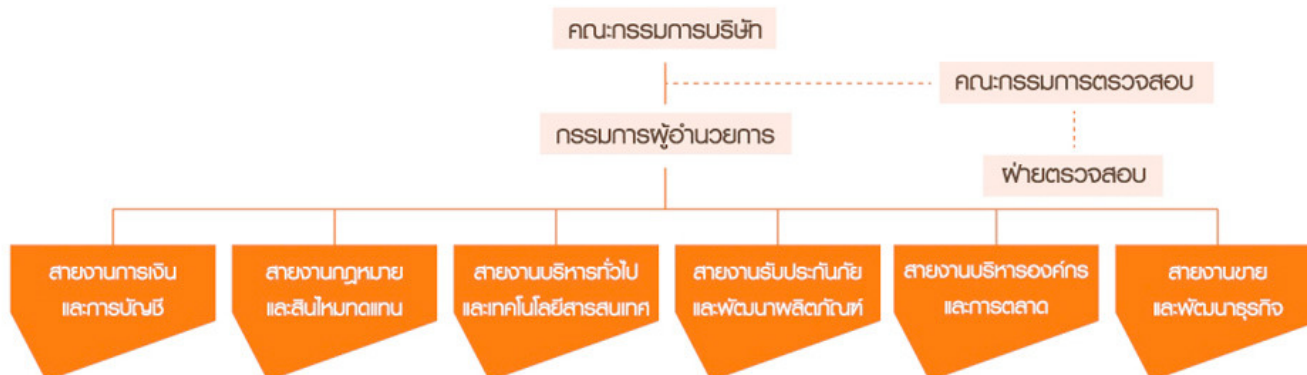 คณะกรรมการบริษัท
คณะกรรมการตรวจสอบ
กรรมการผู้อำนวยการ
ฝ่ายตรวจสอบ
สายงานการเงิน
และการบัญชี
สายงานกฎหมาย
และสินไหมทดแทน
สายงานบริหารทั่วไป
และเทคโนโลยีสารสนเทศ
สายงานรับประกันภัย
และพัฒนาผลิตภัณฑ์
สายงานบริหารองค์กร
และการตลาด
สายงานขาย
และพัฒนาธุรกิจ